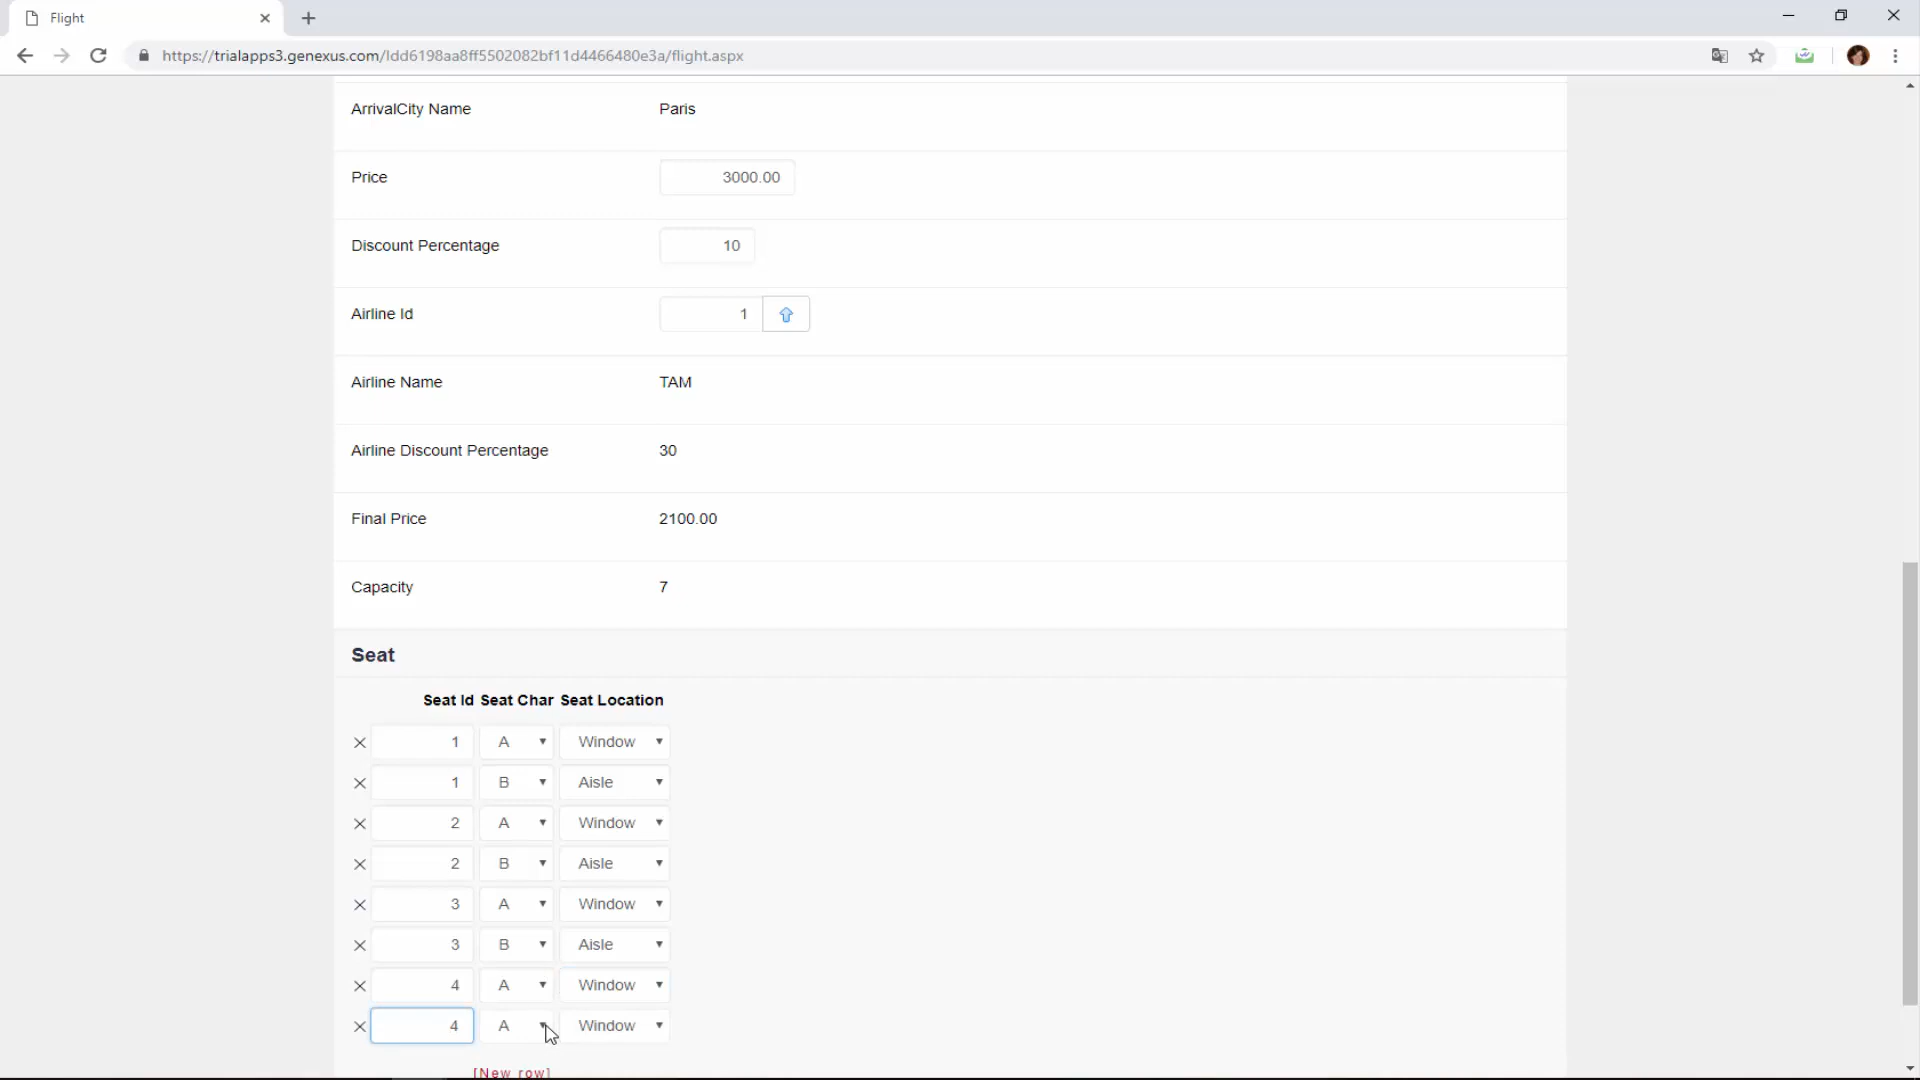 Flight
https://trialapps3.genexus.com/Idd6198aa8ff5502082bf11d4466480e3a/flight.aspx
ArrivalCity Name Paris
Price 3000.00
Discount Percentage 10
Airline Id 1
Airline Name TAM
Airline Discount Percentage 30
Final Price 2100.00
Capacity 7
Seat
Seat Id Seat Char Seat Location
1 A Window
1 B Aisle
2 A Window
2 B Aisle
3 A Window
3 B Aisle
4 A Window
4 A Window
[New row]